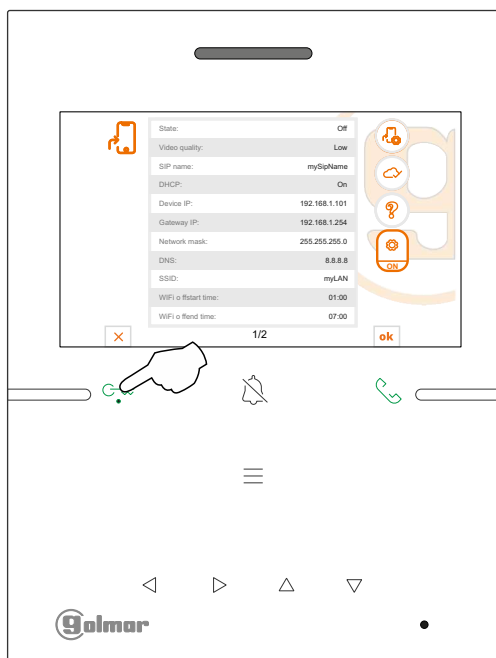 State: Off
Video quality: Low
SIP name: mySipName
DHCP: On
Device IP: 192.168.1.101
Gateway IP: 192.168.1.254
Network mask: 255.255.255.0
DNS: 8.8.8.8
SSID: myLAN
WiFi o ffstart time: 01:00
WiFi o ffend time: 07:00
ON
1/2
ok
golmar